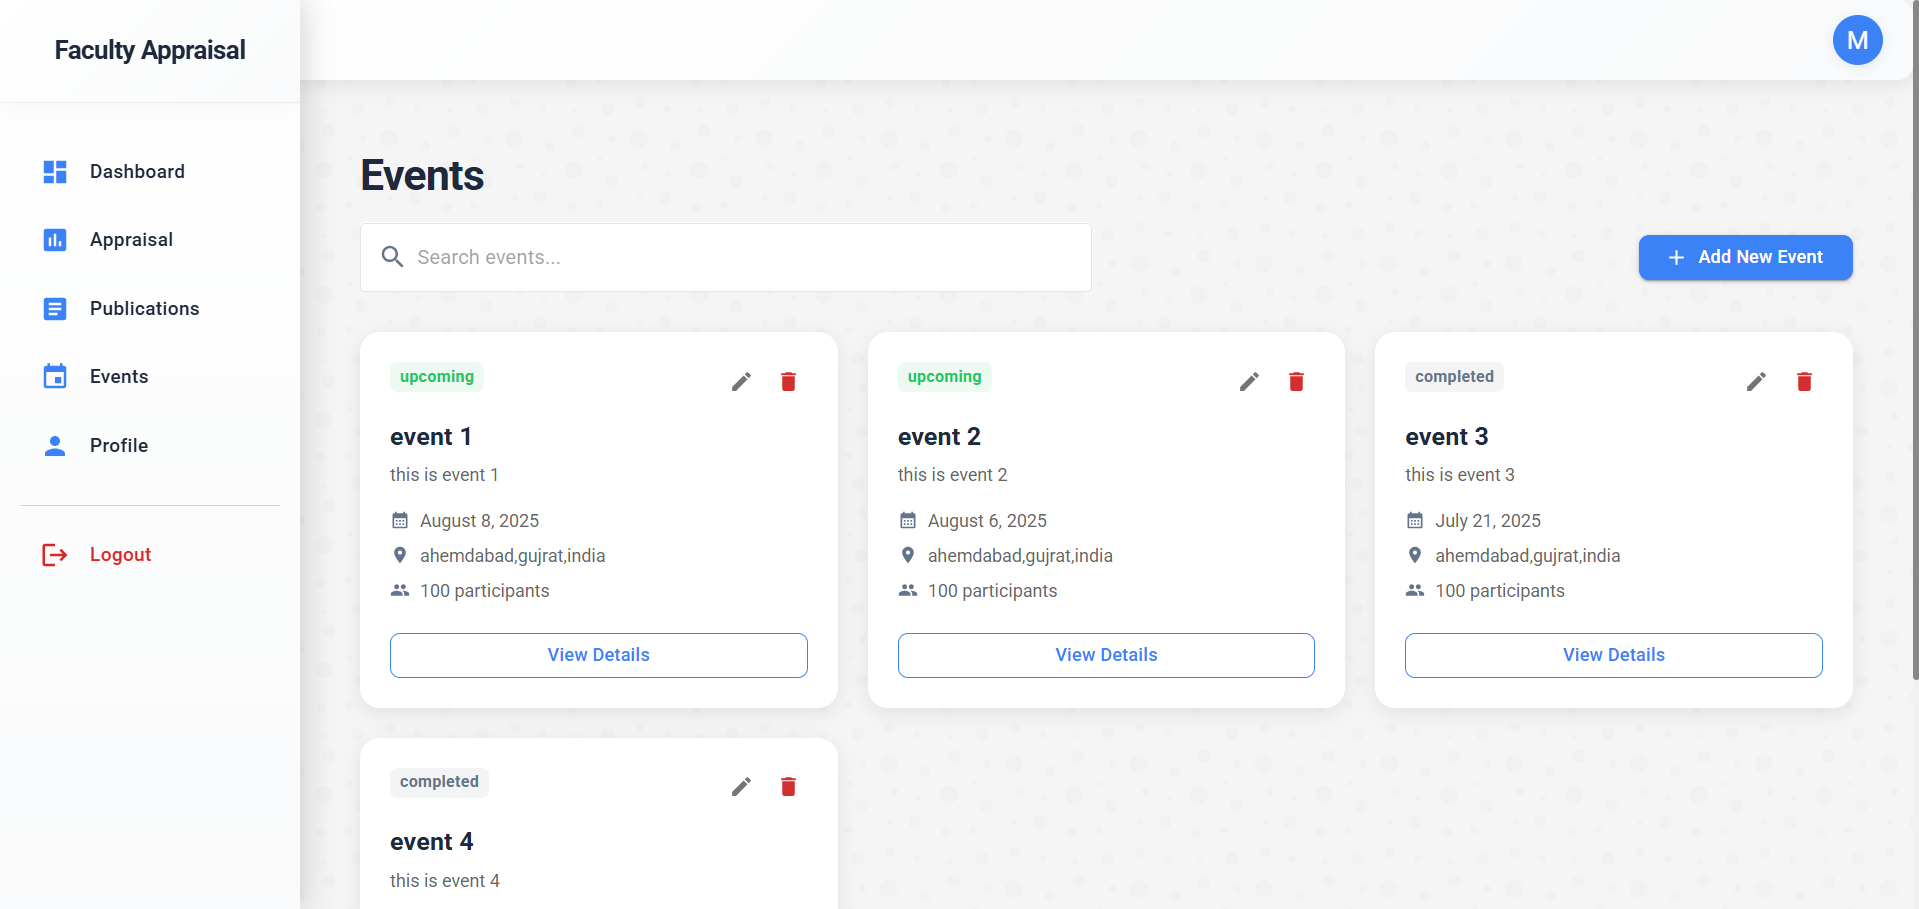 Faculty Appraisal
M
Dashboard
Appraisal
Publications
Events
Profile
Logout
Events
Search events...
+ Add New Event
upcoming
event 1
this is event 1
August 8, 2025
ahemdabad,gujrat,india
100 participants
View Details
upcoming
event 2
this is event 2
August 6, 2025
ahemdabad,gujrat,india
100 participants
View Details
completed
event 3
this is event 3
July 21, 2025
ahemdabad,gujrat,india
100 participants
View Details
completed
event 4
this is event 4